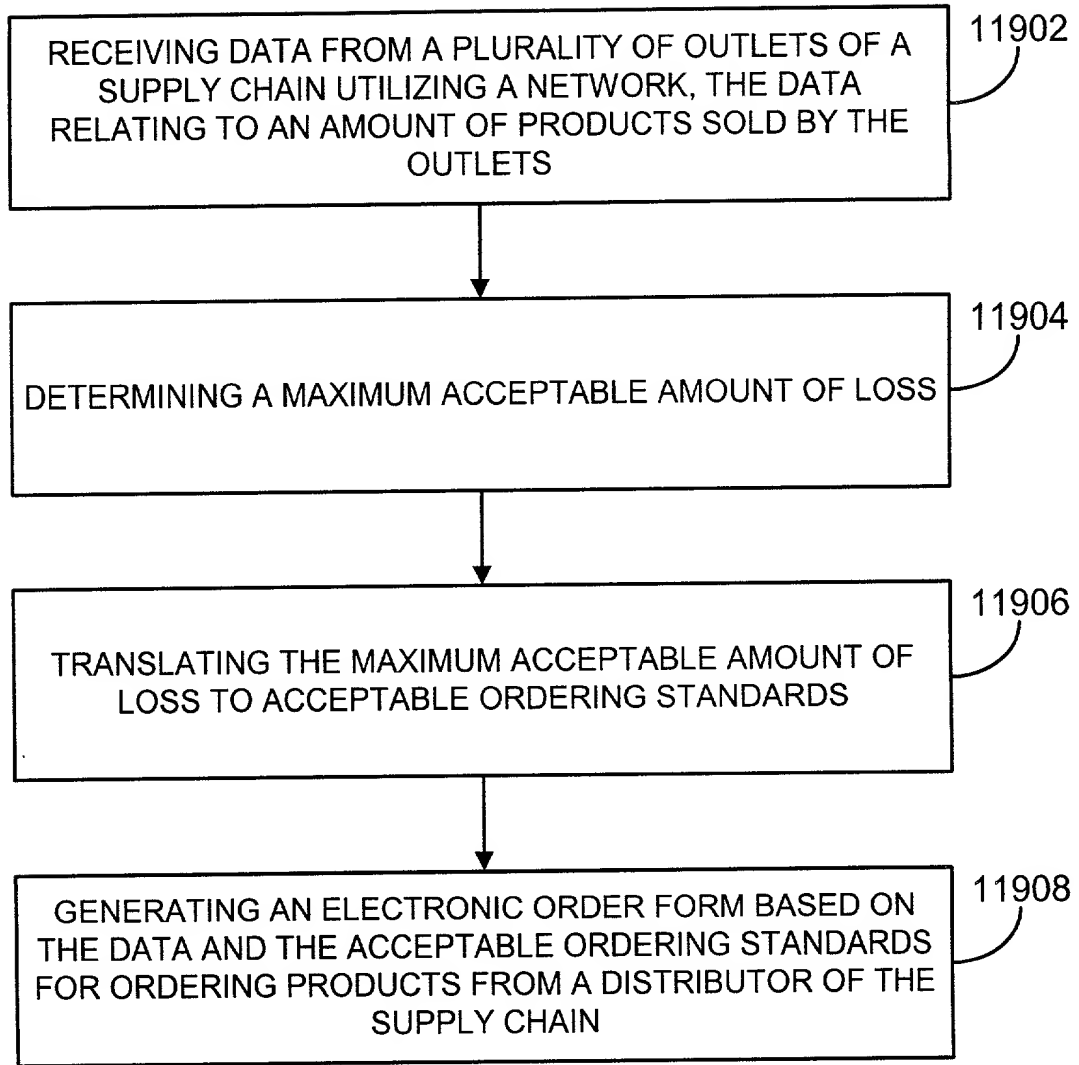 RECEIVING DATA FROM A PLURALITY OF OUTLETS OF A
SUPPLY CHAIN UTILIZING A NETWORK, THE DATA
RELATING TO AN AMOUNT OF PRODUCTS SOLD BY THE
OUTLETS
11902
DETERMINING A MAXIMUM ACCEPTABLE AMOUNT OF LOSS
11904
TRANSLATING THE MAXIMUM ACCEPTABLE AMOUNT OF
LOSS TO ACCEPTABLE ORDERING STANDARDS
11906
GENERATING AN ELECTRONIC ORDER FORM BASED ON
THE DATA AND THE ACCEPTABLE ORDERING STANDARDS
FOR ORDERING PRODUCTS FROM A DISTRIBUTOR OF THE
SUPPLY CHAIN
11908